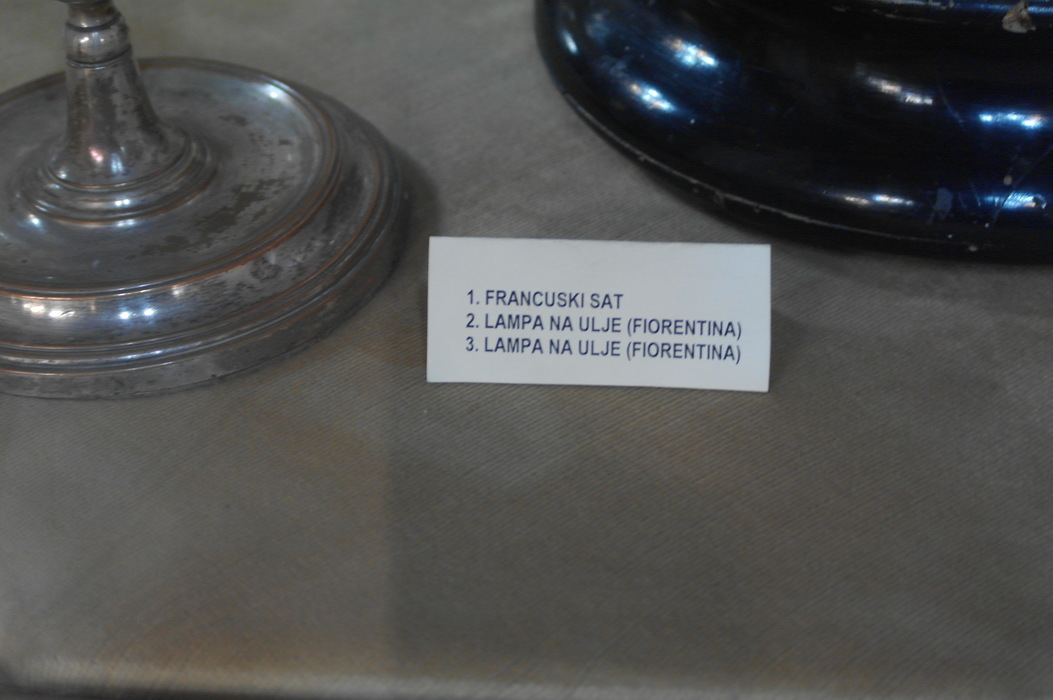 1. FRANCUSKI SAT
2. LAMPA NA ULJE (FIORENTINA)
3. LAMPA NA ULJE (FIORENTINA)